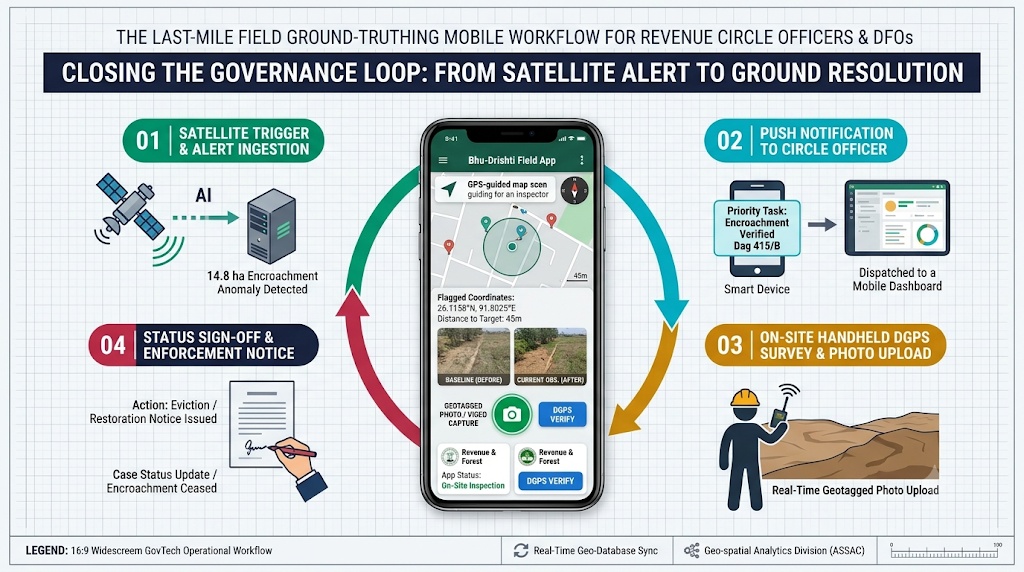 THE LAST-MILE FIELD GROUND-TRUTHING MOBILE WORKFLOW FOR REVENUE CIRCLE OFFICERS & DFOs
CLOSING THE GOVERNANCE LOOP: FROM SATELLITE ALERT TO GROUND RESOLUTION
01
SATELLITE TRIGGER
& ALERT INGESTION
AI
14.8 ha Encroachment
Anomaly Detected
02
PUSH NOTIFICATION
TO CIRCLE OFFICER
Priority Task:
Encroachment
Verified
Dag 415/B
Smart Device
Dispatched to a
Mobile Dashboard
03
ON-SITE HANDHELD DGPS
SURVEY & PHOTO UPLOAD
Real-Time Geotagged Photo Upload
04
STATUS SIGN-OFF &
ENFORCEMENT NOTICE
Action: Eviction /
Restoration Notice Issued
Case Status Update /
Encroachment Ceased
Bhu-Drishti Field App
GPS-guided map scen
guiding for an inspector
45m
Flagged Coordinates:
26.1158°N, 91.8025°E
Distance to Target: 45m
BASELINE (BEFORE)
CURRENT OBS. (AFTER)
GEOTAGGED
PHOTO / VIDEO
CAPTURE
DGPS
VERIFY
Revenue &
Forest
App Status:
On-Site Inspection
Revenue &
Forest
DGPS VERIFY
LEGEND: 16:9 Widescreem GovTech Operational Workflow
Real-Time Geo-Database Sync
Geo-spatial Analytics Division (ASSAC)
0
100